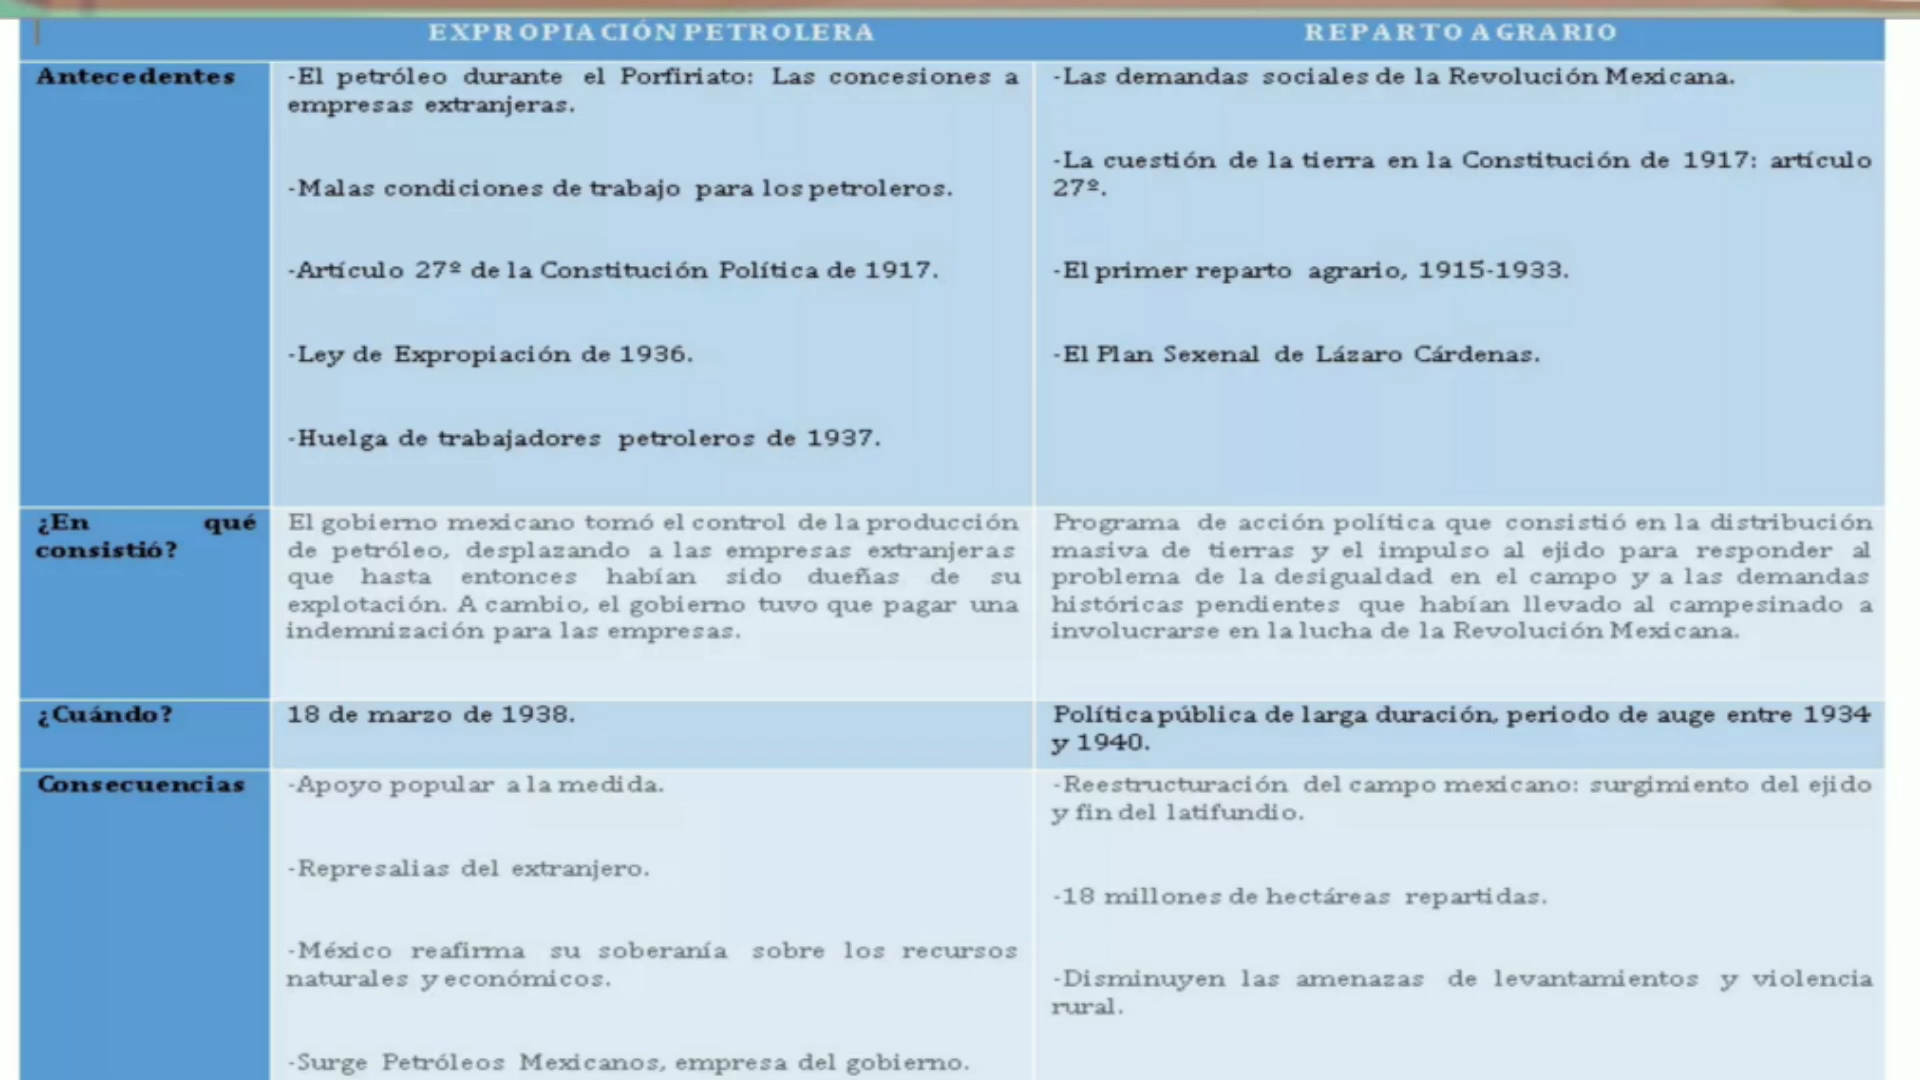 EXPROPIACIÓN PETROLERA
REPARTO AGRARIO
Antecedentes
-El petróleo durante el Porfiriato: Las concesiones a
empresas extranjeras.
-Malas condiciones de trabajo para los petroleros.
-Artículo 27º de la Constitución Política de 1917.
-Ley de Expropiación de 1936.
-Huelga de trabajadores petroleros de 1937.
-Las demandas sociales de la Revolución Mexicana.
-La cuestión de la tierra en la Constitución de 1917: artículo
27º.
-El primer reparto agrario, 1915-1933.
-El Plan Sexenal de Lázaro Cárdenas.
¿En qué
consistió?
El gobierno mexicano tomó el control de la producción
de petróleo, desplazando a las empresas extranjeras
que hasta entonces habían sido dueñas de su
explotación. A cambio, el gobierno tuvo que pagar una
indemnización para las empresas.
Programa de acción política que consistió en la distribución
masiva de tierras y el impulso al ejido para responder al
problema de la desigualdad en el campo y a las demandas
históricas pendientes que habían llevado al campesinado a
involucrarse en la lucha de la Revolución Mexicana.
¿Cuándo?
18 de marzo de 1938.
Política pública de larga duración, periodo de auge entre 1934
y 1940.
Consecuencias
-Apoyo popular a la medida.
-Represalias del extranjero.
-México reafirma su soberanía sobre los recursos
naturales y económicos.
-Surge Petróleos Mexicanos, empresa del gobierno.
-Reestructuración del campo mexicano: surgimiento del ejido
y fin del latifundio.
-18 millones de hectáreas repartidas.
-Disminuyen las amenazas de levantamientos y violencia
rural.